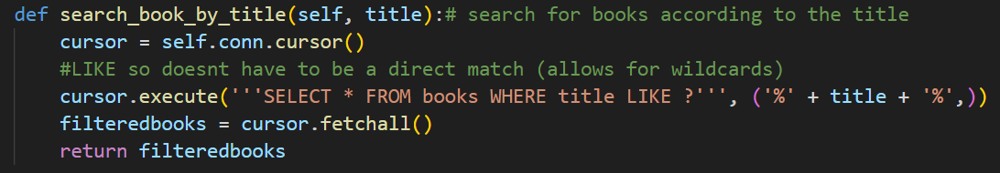 def search_book_by_title(self, title):# search for books according to the title
    cursor = self.conn.cursor()
    #LIKE so doesnt have to be a direct match (allows for wildcards)
    cursor.execute('''SELECT * FROM books WHERE title LIKE ?''', ('%' + title + '%',))
    filteredbooks = cursor.fetchall()
    return filteredbooks